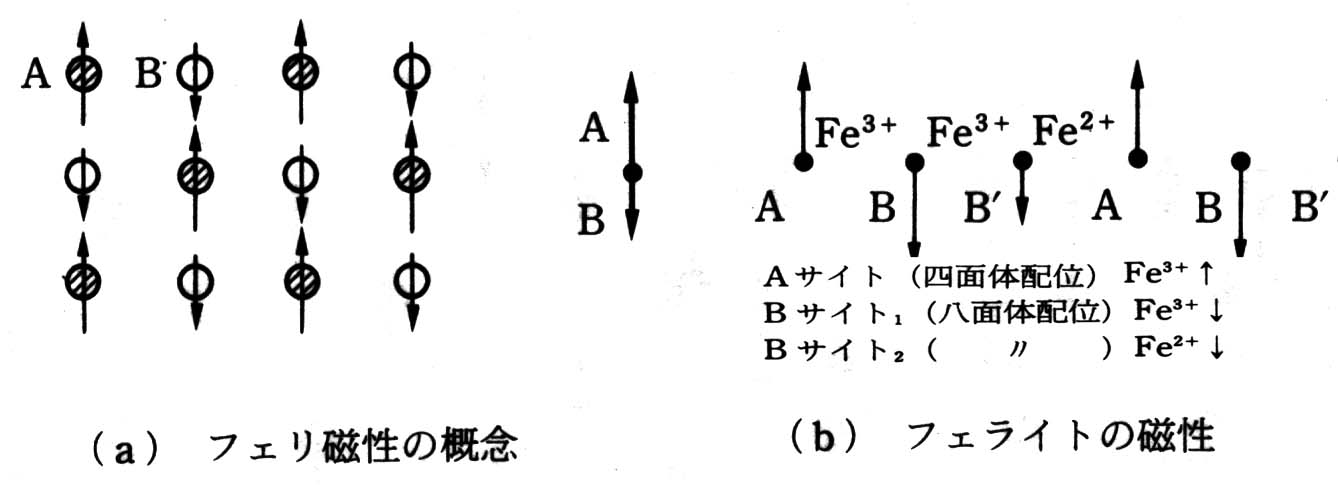 A B
A
B
Fe³⁺ Fe³⁺ Fe²⁺
A B B′ A B B′
Aサイト（四面体配位） Fe³⁺↑
Bサイト₁（八面体配位） Fe³⁺↓
Bサイト₂（ 〃 ） Fe²⁺↓
(a) フェリ磁性の概念
(b) フェライトの磁性